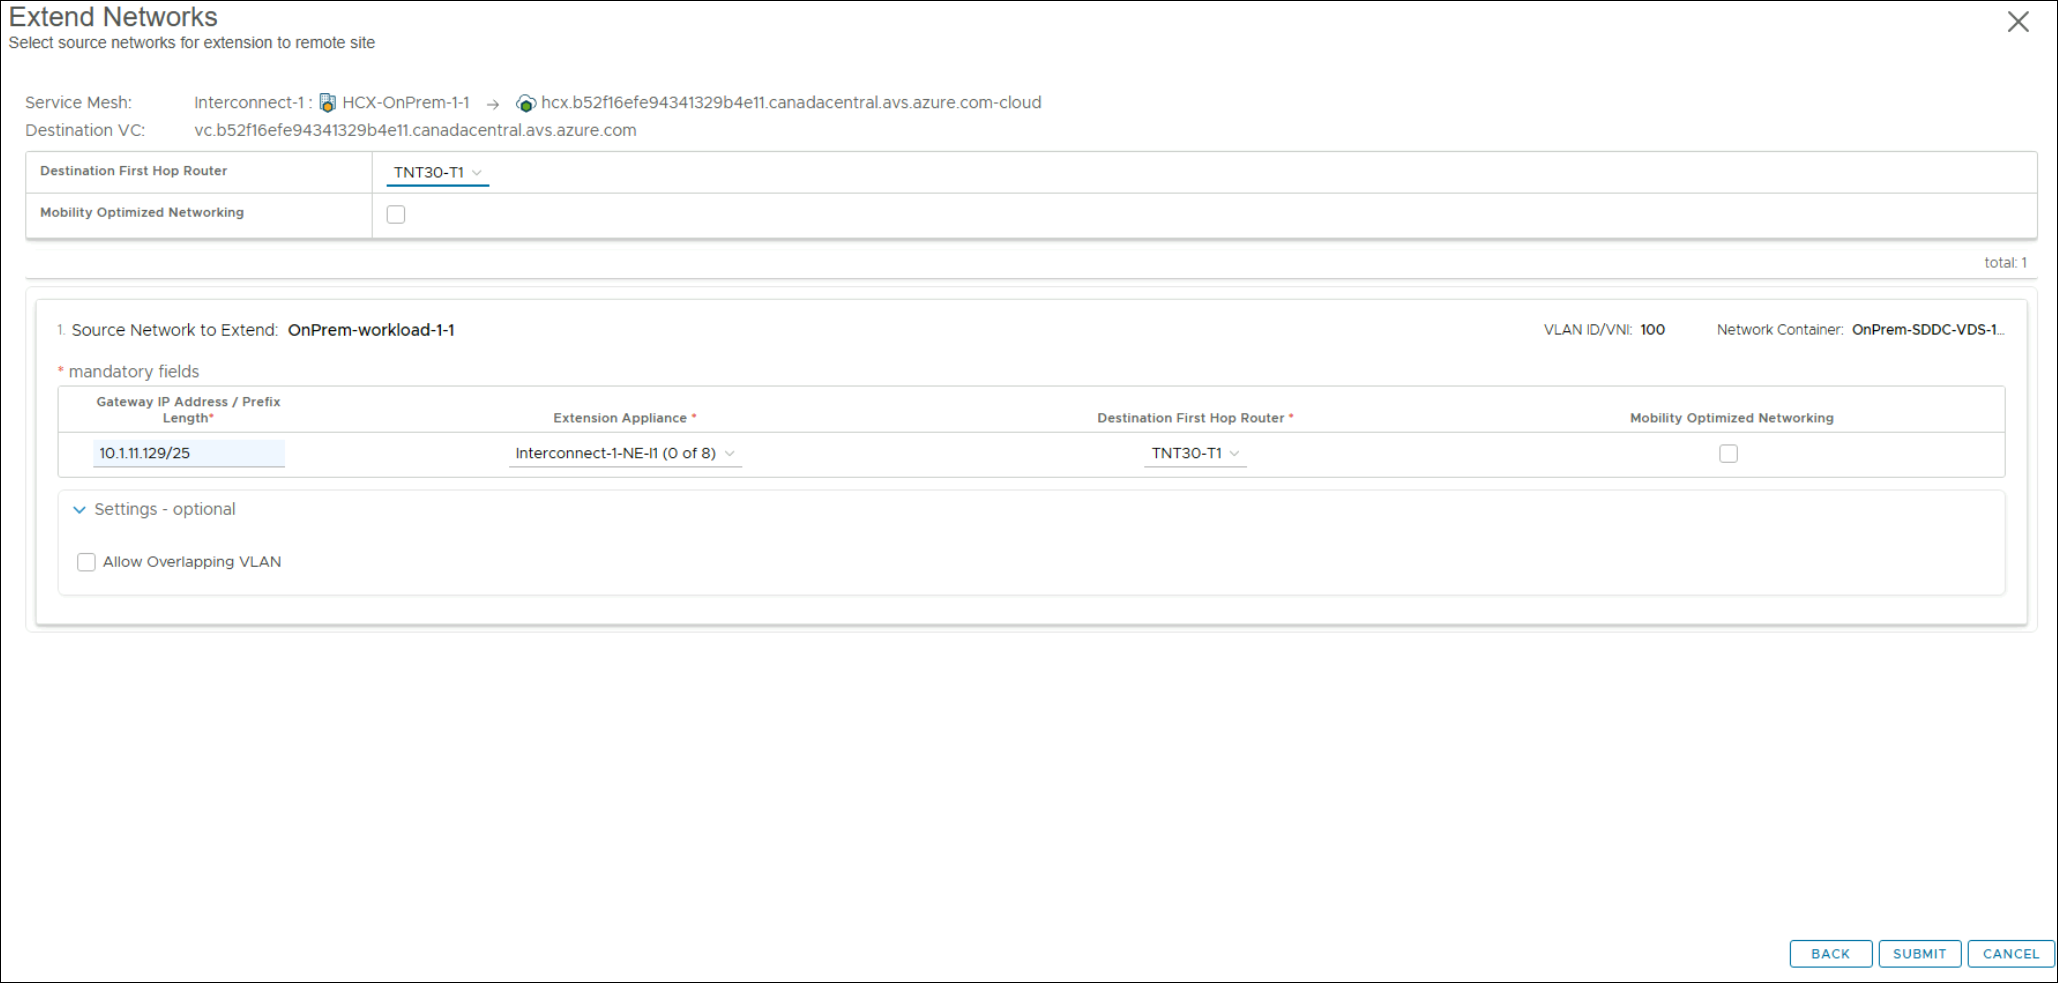 Extend Networks
Select source networks for extension to remote site
Service Mesh: Interconnect-1 : HCX-OnPrem-1-1 → hcx.b52f16efe94341329b4e11.canadacentral.avs.azure.com-cloud
Destination VC: vc.b52f16efe94341329b4e11.canadacentral.avs.azure.com
Destination First Hop Router TNT30-T1
Mobility Optimized Networking
total: 1
1. Source Network to Extend: OnPrem-workload-1-1 VLAN ID/VNI: 100 Network Container: OnPrem-SDDC-VDS-1...
* mandatory fields
Gateway IP Address / Prefix
Length* Extension Appliance * Destination First Hop Router * Mobility Optimized Networking
10.1.11.129/25 Interconnect-1-NE-I1 (0 of 8) TNT30-T1
Settings - optional
Allow Overlapping VLAN
BACK SUBMIT CANCEL